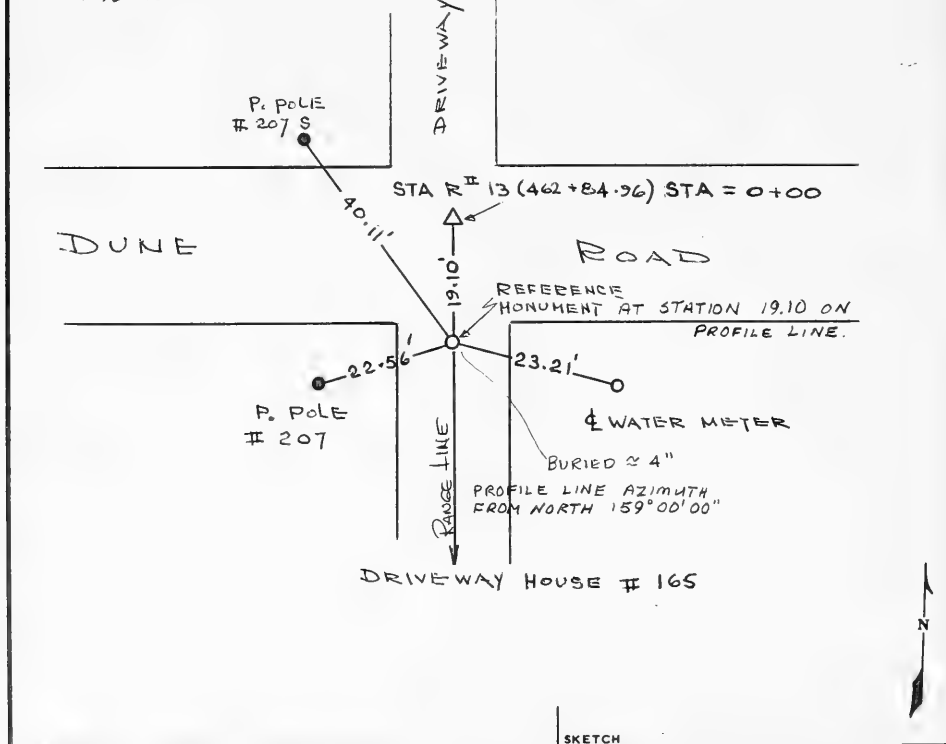 DRIVEWAY
P. POLE
# 207 S
STA R II 13 (462 + 84.96) STA = 0+00
40.11'
DUNE
ROAD
19.10'
REFERENCE
MONUMENT AT STATION 19.10 ON
PROFILE LINE.
22.56'
23.21'
P. POLE
# 207
℄ WATER METER
RANGE LINE
BURIED ≈ 4"
PROFILE LINE AZIMUTH
FROM NORTH 159°00'00"
DRIVEWAY HOUSE # 165
N
SKETCH